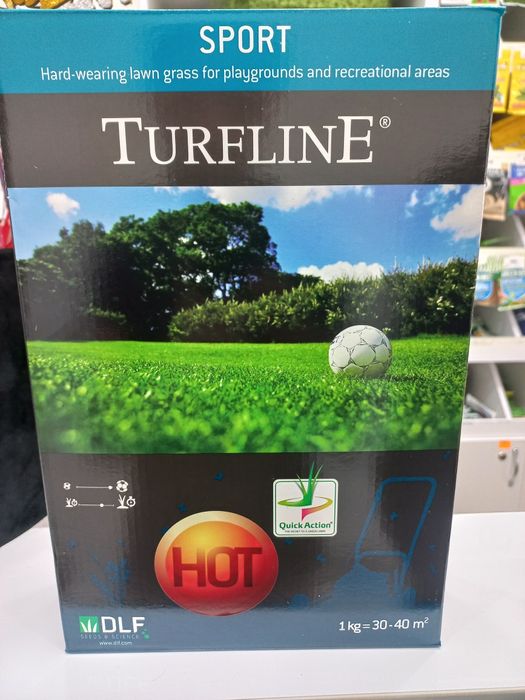 SPORT
Hard-wearing lawn grass for playgrounds and recreational areas
TURFLINE®
Quick Action®
HOT
DLF
SEEDS & SCIENCE
www.dlf.com
1 kg = 30 - 40 m²